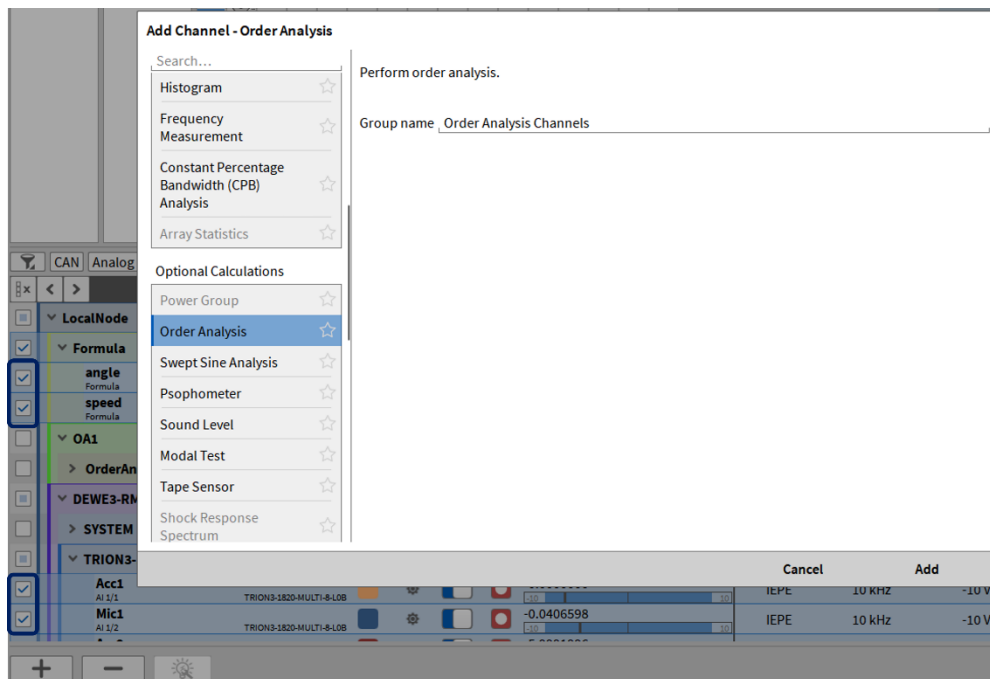 Add Channel - Order Analysis
Search...
Histogram
Frequency
Measurement
Constant Percentage
Bandwidth (CPB)
Analysis
Array Statistics
Optional Calculations
Power Group
Order Analysis
Swept Sine Analysis
Psophometer
Sound Level
Modal Test
Tape Sensor
Shock Response
Spectrum
Perform order analysis.
Group name Order Analysis Channels
Cancel Add
CAN Analog
LocalNode
Formula
angle
Formula
speed
Formula
OA1
OrderAn
DEWE3-RM
SYSTEM
TRION3-
Acc1
AI 1/1 TRION3-1820-MULTI-8-L0B -10 10 IEPE 10 kHz -10 V
Mic1
AI 1/2 TRION3-1820-MULTI-8-L0B -0.0406598 -10 10 IEPE 10 kHz -10 V